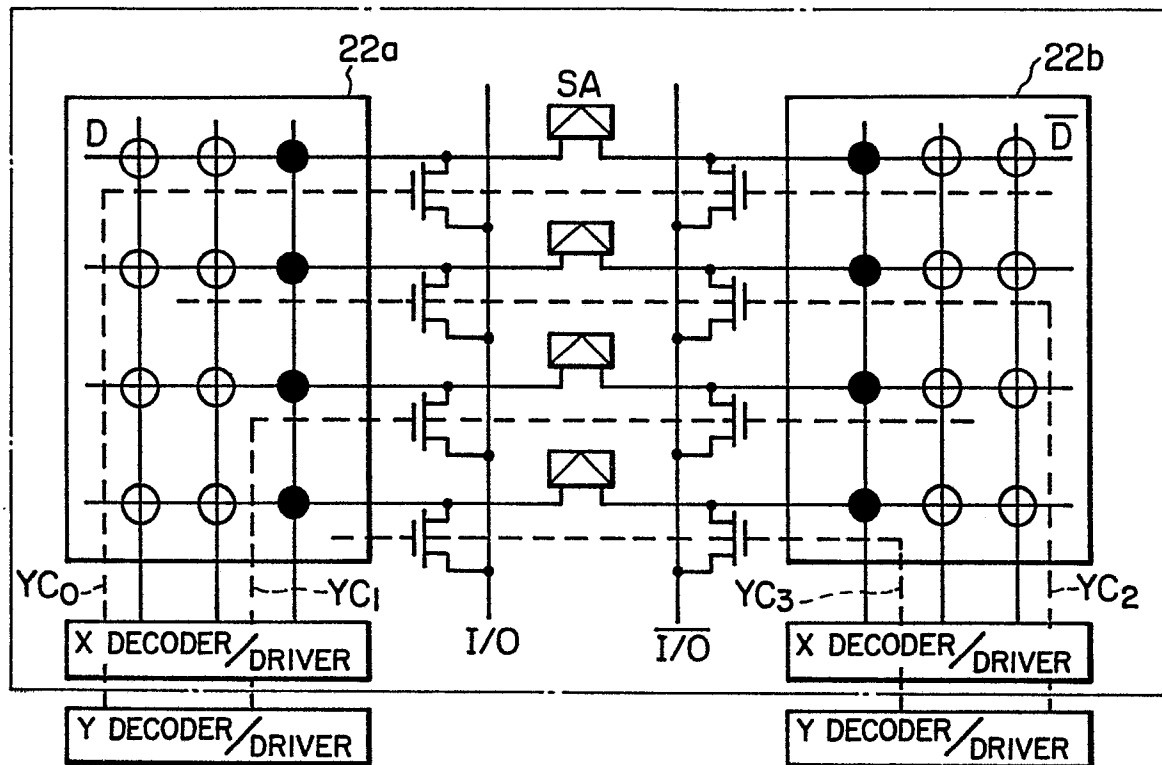 22a
SA
22b
D
D̅
YC₀
YC₁
I/O
I̅/̅O̅
YC₃
YC₂
X DECODER/DRIVER
X DECODER/DRIVER
Y DECODER/DRIVER
Y DECODER/DRIVER